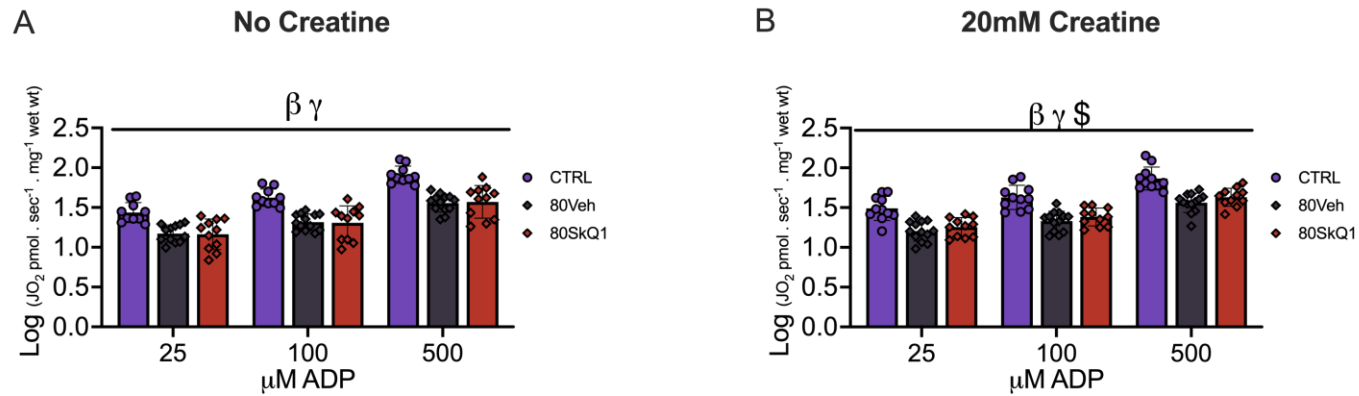 A
No Creatine
β γ
Log (JO₂ pmol . sec⁻¹ . mg⁻¹ wet wt)
2.5
2.0
1.5
1.0
0.5
0.0
25
100
500
μM ADP
CTRL
80Veh
80SkQ1
B
20mM Creatine
β γ $
Log (JO₂ pmol . sec⁻¹ . mg⁻¹ wet wt)
2.5
2.0
1.5
1.0
0.5
0.0
25
100
500
μM ADP
CTRL
80Veh
80SkQ1